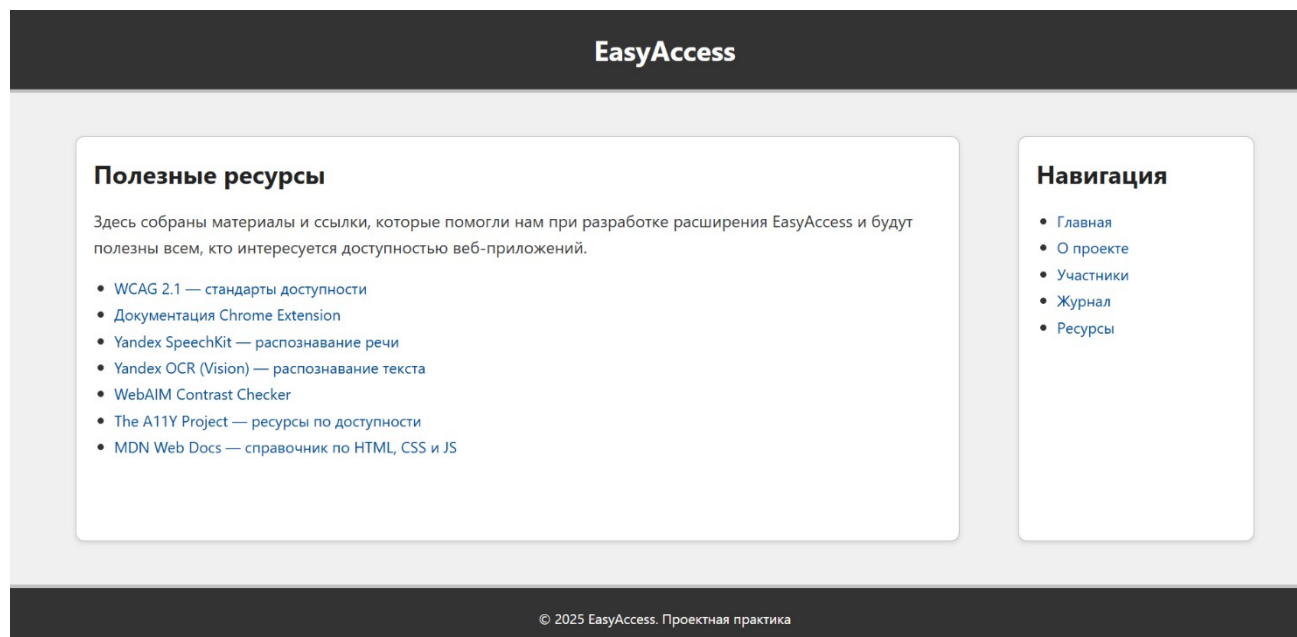 EasyAccess
Полезные ресурсы
Здесь собраны материалы и ссылки, которые помогли нам при разработке расширения EasyAccess и будут
полезны всем, кто интересуется доступностью веб-приложений.
WCAG 2.1 — стандарты доступности
Документация Chrome Extension
Yandex SpeechKit — распознавание речи
Yandex OCR (Vision) — распознавание текста
WebAIM Contrast Checker
The A11Y Project — ресурсы по доступности
MDN Web Docs — справочник по HTML, CSS и JS
Навигация
Главная
О проекте
Участники
Журнал
Ресурсы
© 2025 EasyAccess. Проектная практика